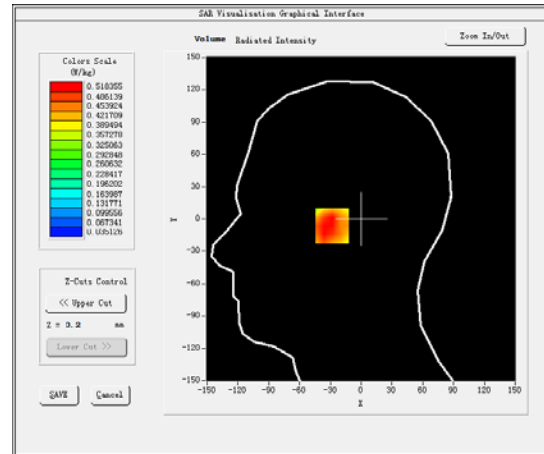 SAR Visualisation Graphical Interface
Volume Radiated Intensity
Zoom In/Out
Colors Scale
(W/kg)
0.518355
0.486139
0.453924
0.421709
0.389494
0.357278
0.325063
0.292848
0.260632
0.228417
0.196202
0.163987
0.131771
0.099556
0.067341
0.035126
Z-Cuts Control
<< Upper Cut
Z = 3.2 mm
Lower Cut >>
SAVE Cancel
150
120
90
60
30
0
-30
-60
-90
-120
-150
Y
-150 -120 -90 -60 -30 0 30 60 90 120 150
X